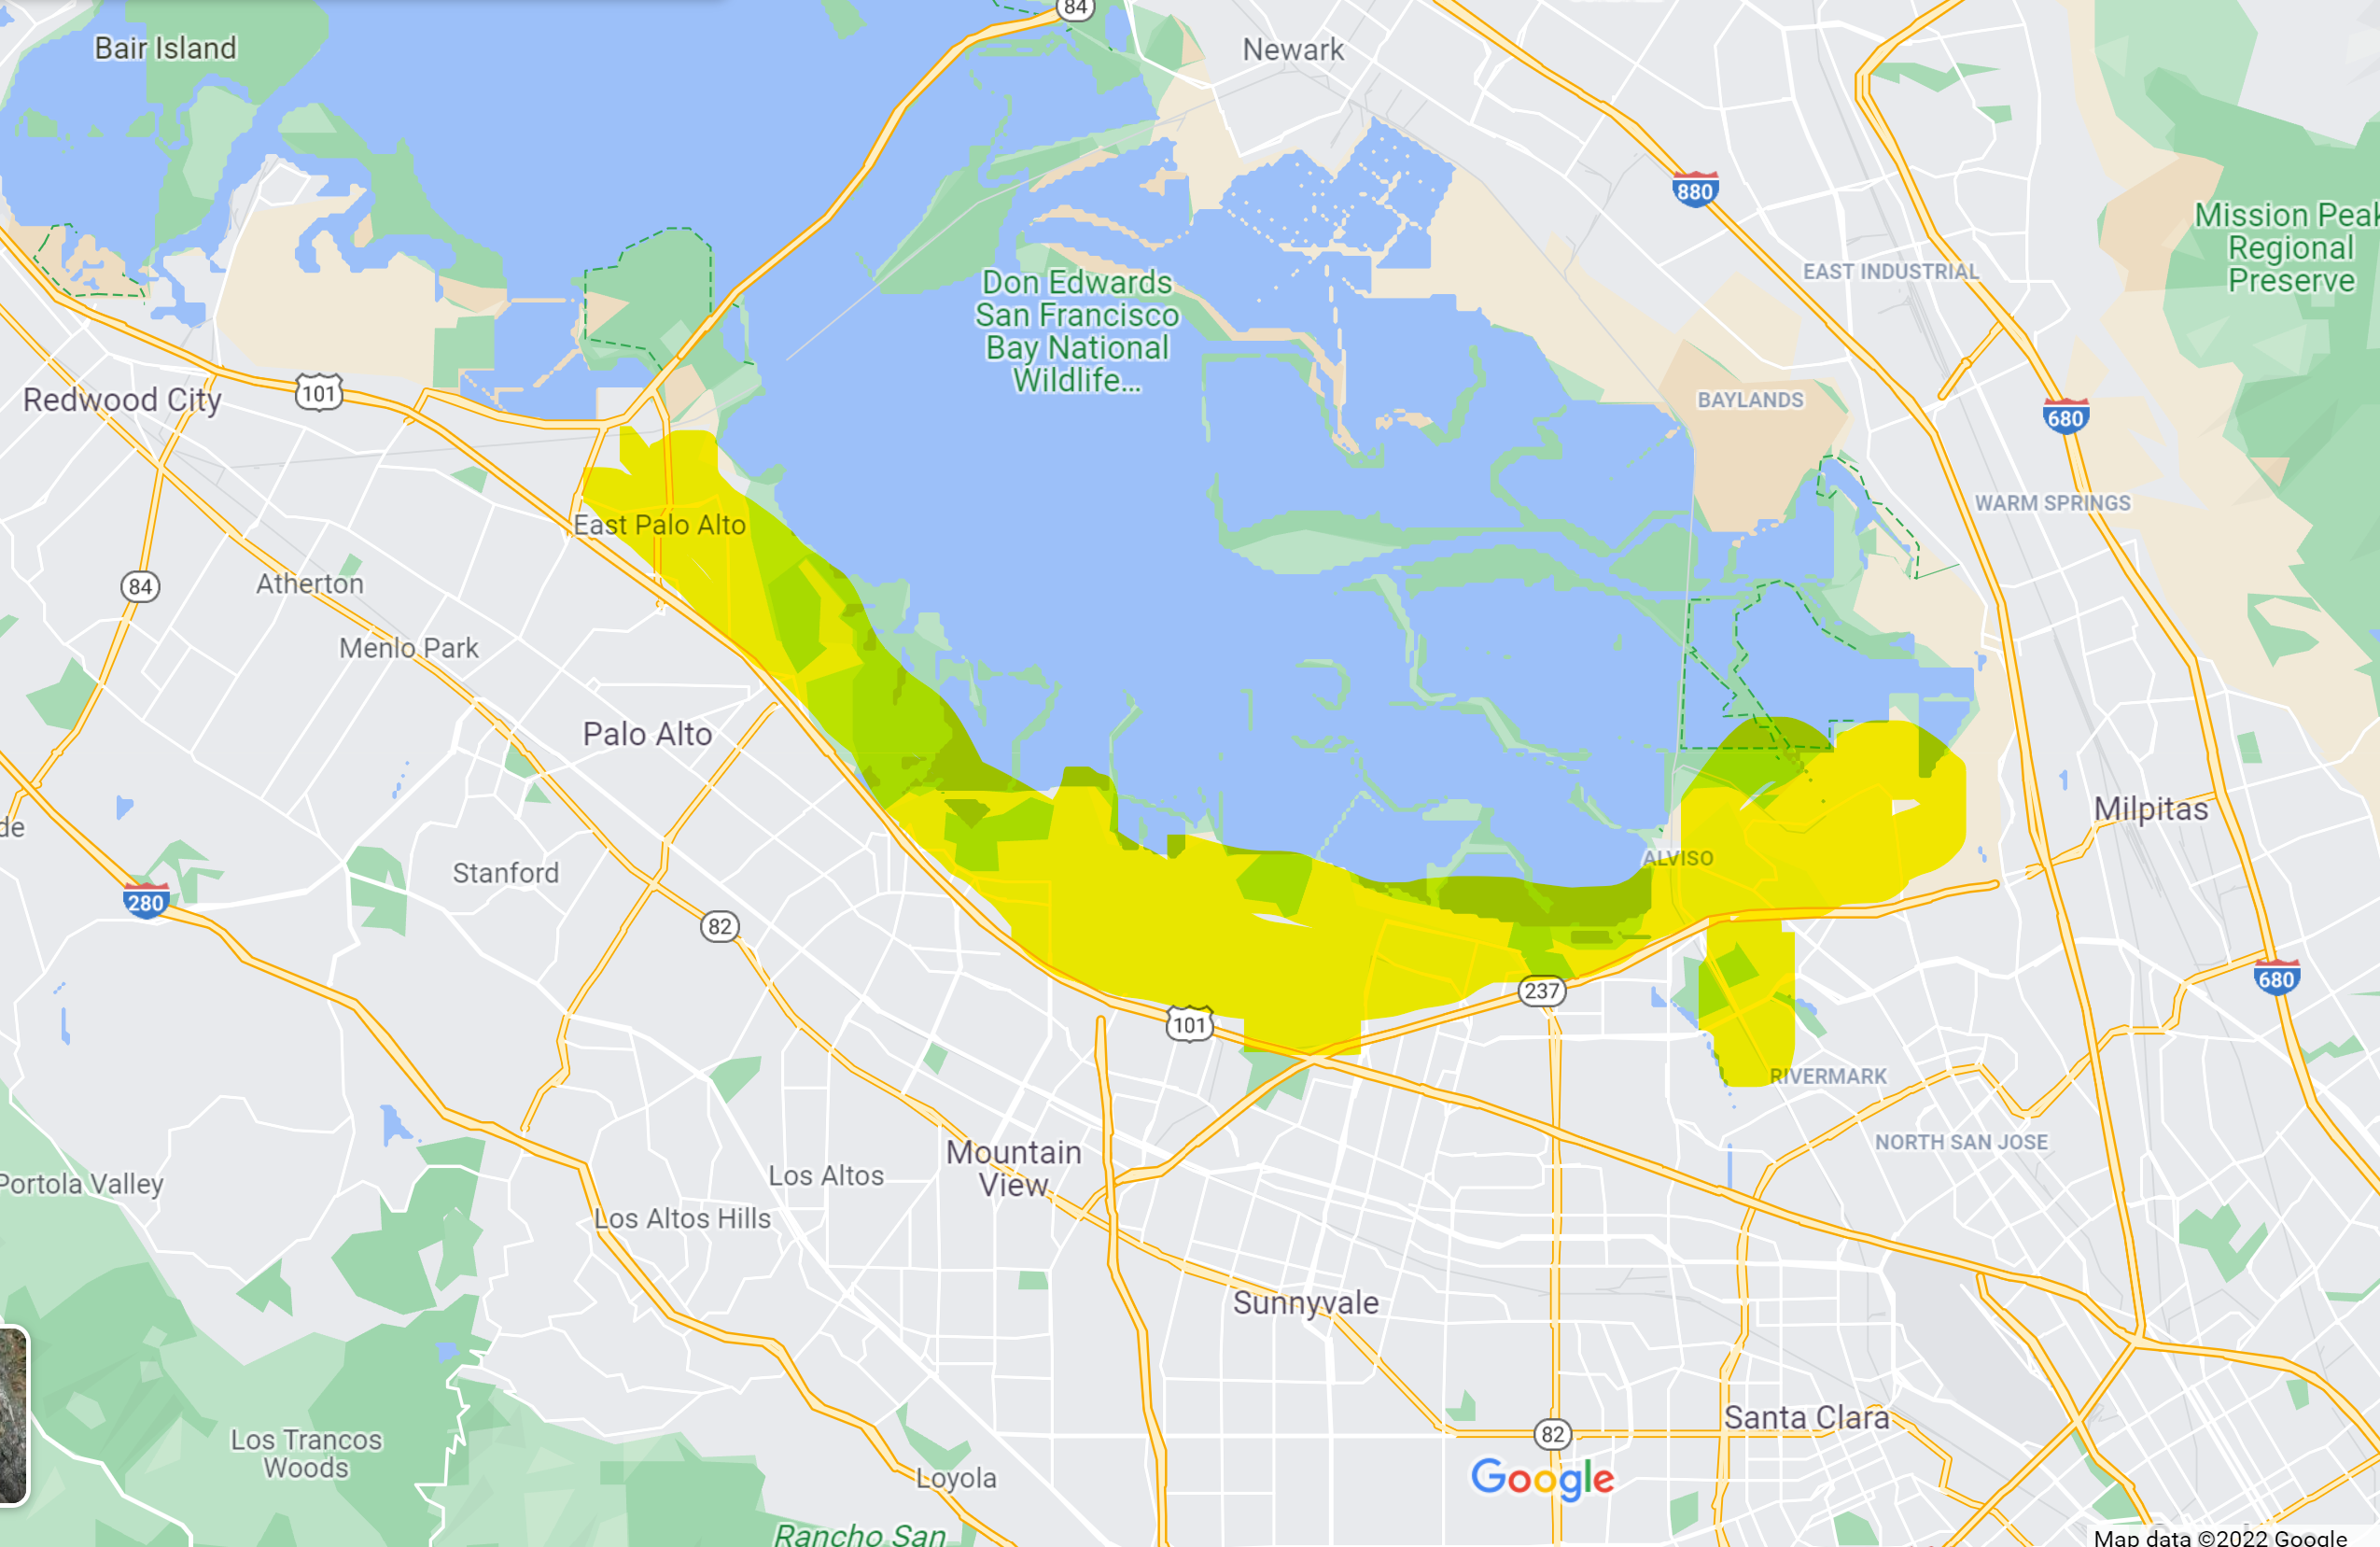 84
Bair Island
Newark
880
Mission Peak
Regional
Preserve
EAST INDUSTRIAL
Don Edwards
San Francisco
Bay National
Wildlife...
101
Redwood City
BAYLANDS
680
WARM SPRINGS
East Palo Alto
84
Atherton
Menlo Park
Palo Alto
Milpitas
de
ALVISO
Stanford
280
82
680
237
101
RIVERMARK
NORTH SAN JOSE
Mountain
View
Los Altos
Portola Valley
Los Altos Hills
Sunnyvale
Santa Clara
82
Los Trancos
Woods
Loyola
Google
Rancho San
Map data ©2022 Google